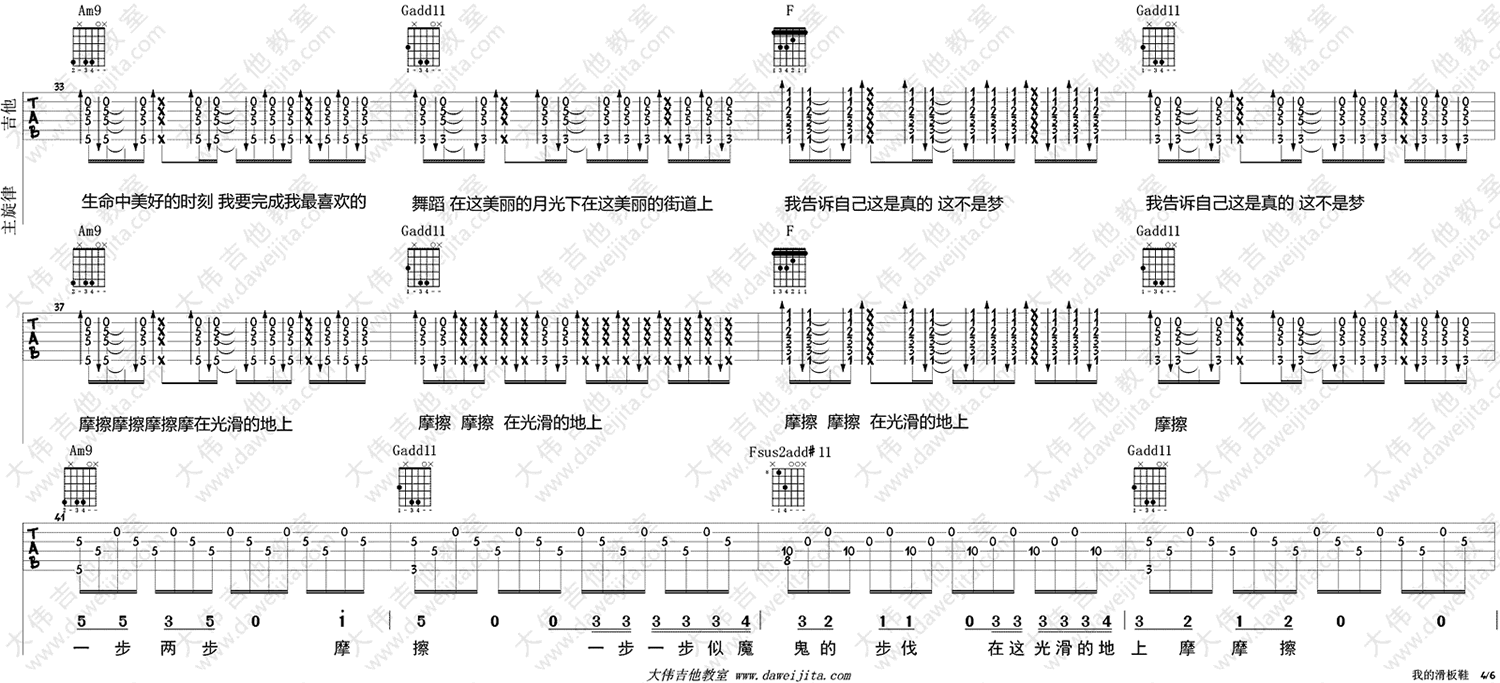 Am9 Gadd11 F Gadd11
吉他
33
TAB
主旋律
生命中美好的时刻 我要完成我最喜欢的 舞蹈 在这美丽的月光下在这美丽的街道上 我告诉自己这是真的 这不是梦 我告诉自己这是真的 这不是梦
Am9 Gadd11 F Gadd11
37
TAB
摩擦摩擦摩擦摩在光滑的地上 摩擦 摩擦 在光滑的地上 摩擦 摩擦 在光滑的地上 摩擦
Am9 Gadd11 Fsus2add#11 Gadd11
41
TAB
5 5 3 5 0 i | 5 0 0 3 3 3 3 3 4 | 3 2 1 1 0 3 3 3 3 3 4 | 3 2 1 2 0 0
一 步 两 步 摩 擦 一 步 一 步 似 魔 鬼 的 步 伐 在 这 光 滑 的 地 上 摩 摩 擦
大伟吉他教室 www.daweijita.com
我的滑板鞋 4/6